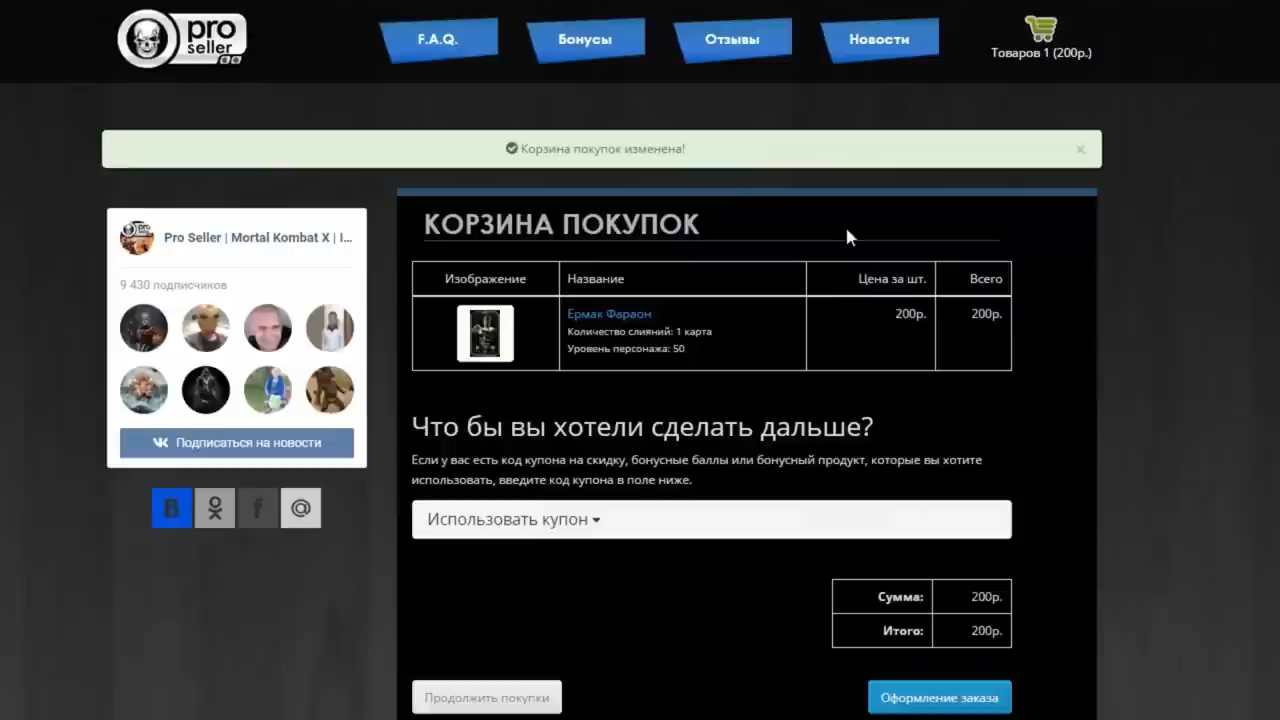 pro
seller
F.A.Q.
Бонусы
Отзывы
Новости
Товаров 1 (200р.)
Корзина покупок изменена!
×
Pro Seller | Mortal Kombat X | I...
9 430 подписчиков
Подписаться на новости
КОРЗИНА ПОКУПОК
Изображение Название Цена за шт. Всего
Ермак Фараон 200р. 200р.
Количество слияний: 1 карта
Уровень персонажа: 50
Что бы вы хотели сделать дальше?
Если у вас есть код купона на скидку, бонусные баллы или бонусный продукт, которые вы хотите
использовать, введите код купона в поле ниже.
Использовать купон
Сумма: 200р.
Итого: 200р.
Продолжить покупки
Оформление заказа